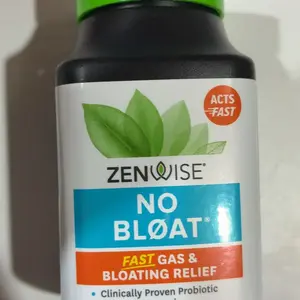 ACTS
FAST
ZENWISE®
NO
BLØAT*
FAST GAS &
BLOATING RELIEF
• Clinically Proven Probiotic